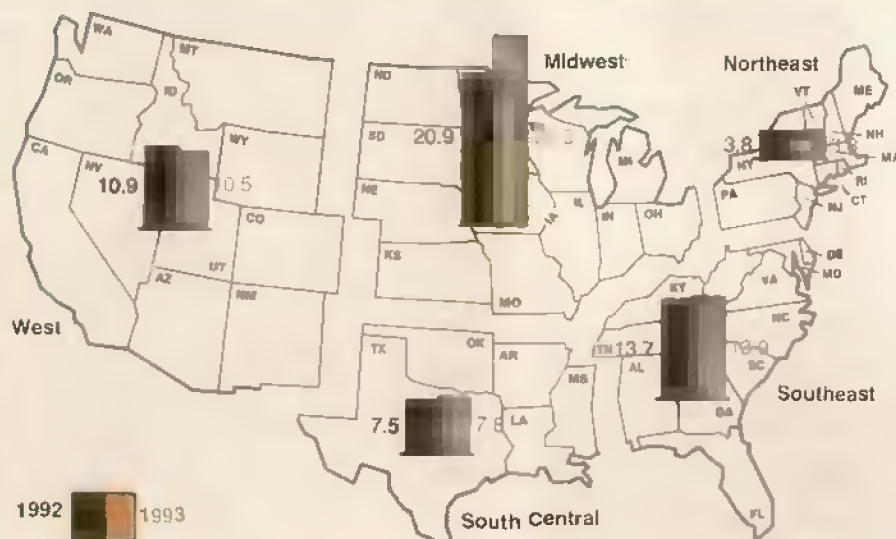 WA
MT
ND
Midwest
Northeast
VT
ME
OR
ID
NH
SD
20.9
3.8
MA
WY
MI
NY
CA
NV
10.9
10.5
NE
IA
IL
IN
OH
PA
RI
CT
NJ
CO
KS
DE
MD
UT
AZ
NM
MO
KY
VA
NC
West
TX
OK
AR
TN
13.7
AL
SC
MS
Southeast
7.5
7.8
LA
GA
1992
1993
South Central
FL